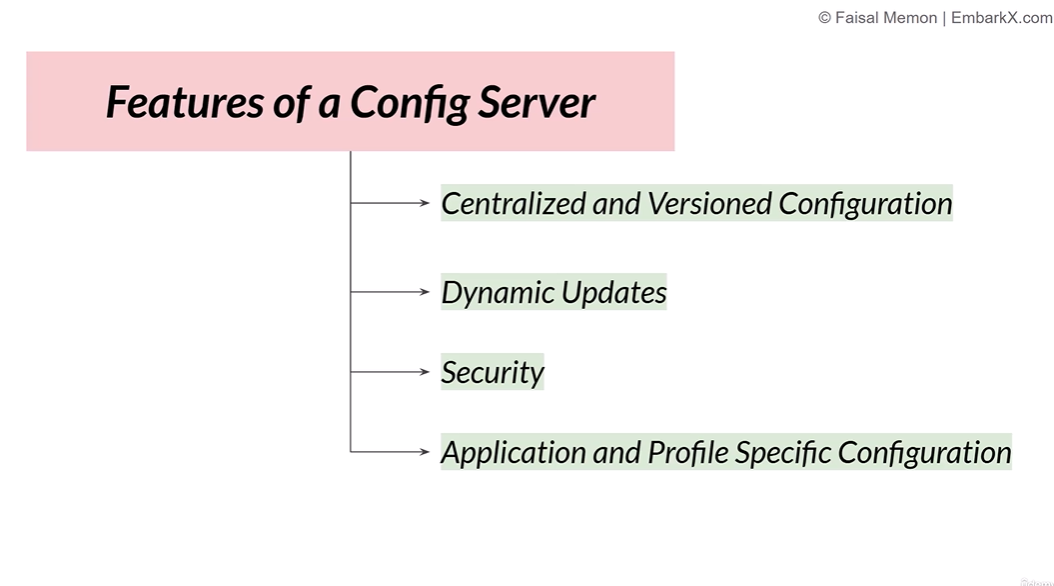 © Faisal Memon | EmbarkX.com
Features of a Config Server
Centralized and Versioned Configuration
Dynamic Updates
Security
Application and Profile Specific Configuration